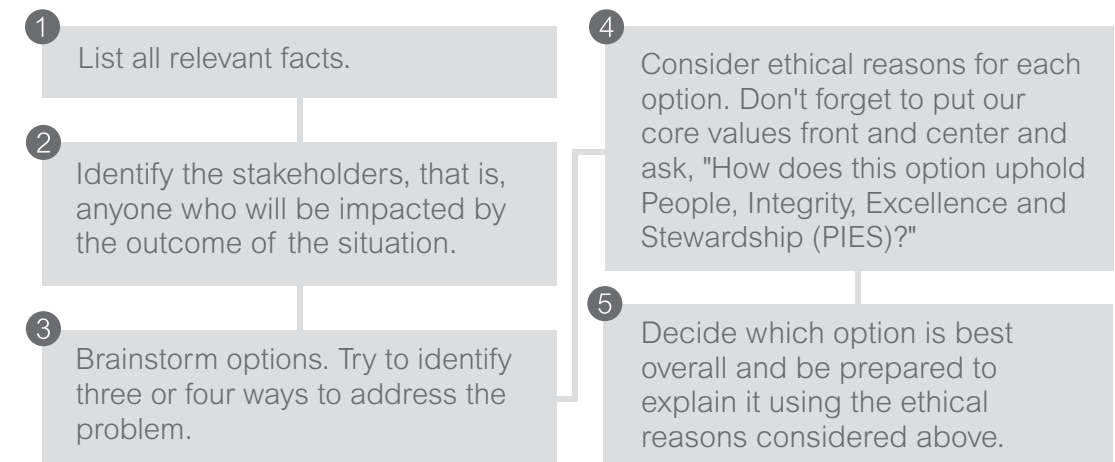 1
List all relevant facts.
2
Identify the stakeholders, that is,
anyone who will be impacted by
the outcome of the situation.
3
Brainstorm options. Try to identify
three or four ways to address the
problem.
4
Consider ethical reasons for each
option. Don't forget to put our
core values front and center and
ask, "How does this option uphold
People, Integrity, Excellence and
Stewardship (PIES)?"
5
Decide which option is best
overall and be prepared to
explain it using the ethical
reasons considered above.